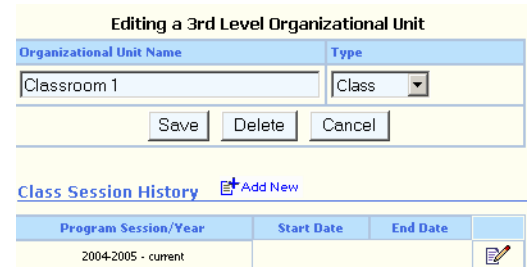 Editing a 3rd Level Organizational Unit
Organizational Unit Name Type
Classroom 1 Class
Save Delete Cancel
Class Session History Add New
Program Session/Year Start Date End Date
2004-2005 - current